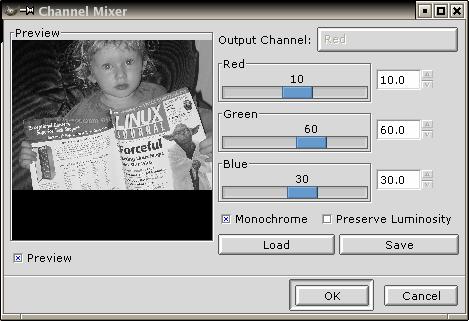 Channel Mixer
Preview
Output Channel: Red
Red
10
10.0
Green
60
60.0
Blue
30
30.0
Monochrome
Preserve Luminosity
Load
Save
Preview
OK
Cancel
LINUX
JOURNAL
Forceful